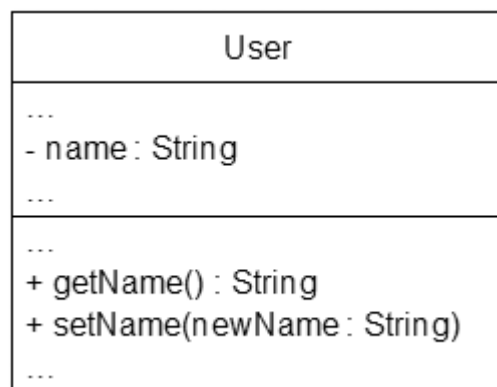 User
...
- name : String
...
...
+ getName() : String
+ setName(newName : String)
...